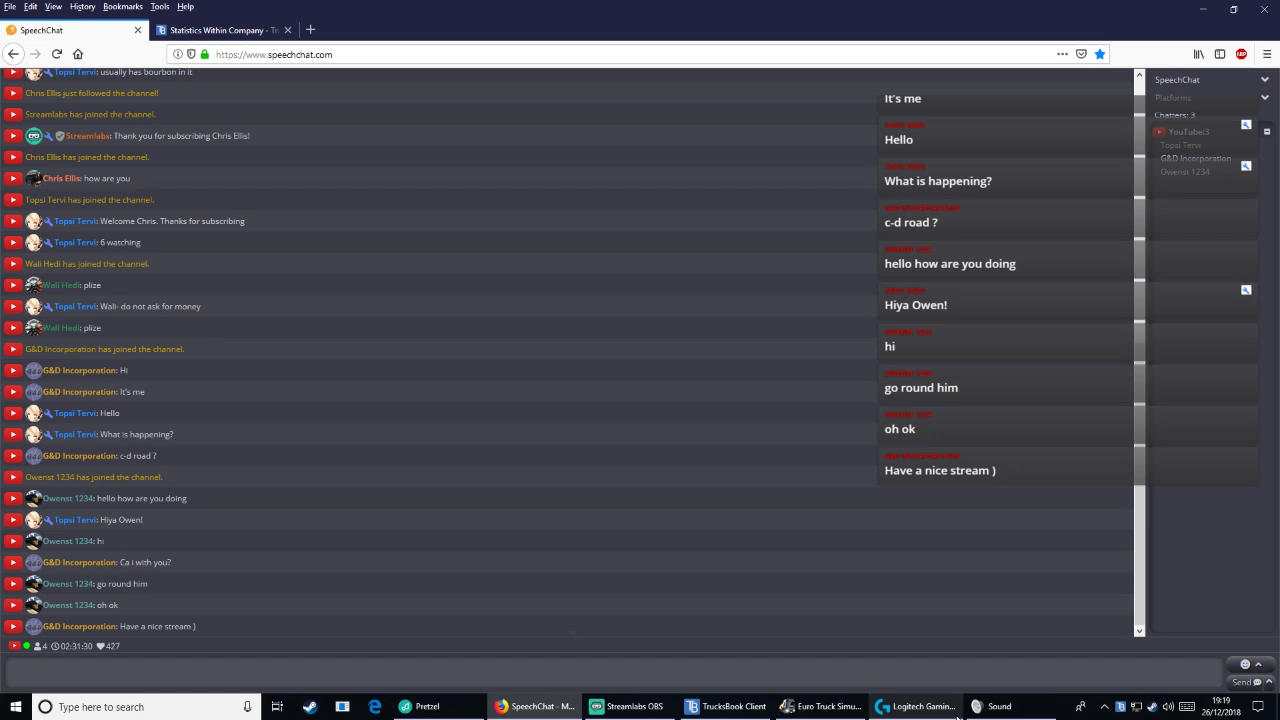 File Edit View History Bookmarks Tools Help
SpeechChat
Statistics Within Company - Tr
https://www.speechchat.com
Topsi Tervi: usually has bourbon in it
Chris Ellis just followed the channel!
Streamlabs has joined the channel.
Streamlabs: Thank you for subscribing Chris Ellis!
Chris Ellis has joined the channel.
Chris Ellis: how are you
Topsi Tervi has joined the channel.
Topsi Tervi: Welcome Chris. Thanks for subscribing
Topsi Tervi: 6 watching
Wali Hedi has joined the channel.
Wali Hedi: plize
Topsi Tervi: Wali- do not ask for money
Wali Hedi: plize
G&D Incorporation has joined the channel.
G&D Incorporation: Hi
G&D Incorporation: It's me
Topsi Tervi: Hello
Topsi Tervi: What is happening?
G&D Incorporation: c-d road ?
Owenst 1234 has joined the channel.
Owenst 1234: hello how are you doing
Topsi Tervi: Hiya Owen!
Owenst 1234: hi
G&D Incorporation: Ca i with you?
Owenst 1234: go round him
Owenst 1234: oh ok
G&D Incorporation: Have a nice stream )
It's me
Hello
What is happening?
c-d road ?
hello how are you doing
Hiya Owen!
hi
go round him
oh ok
Have a nice stream )
SpeechChat
Platforms
Chatters: 3
YouTube:3
Topsi Tervi
G&D Incorporation
Owenst 1234
4 02:31:30 427
Send
Type here to search
Pretzel
SpeechChat - M...
Streamlabs OBS
TrucksBook Client
Euro Truck Simu...
Logitech Gamin...
Sound
19:19
26/12/2018